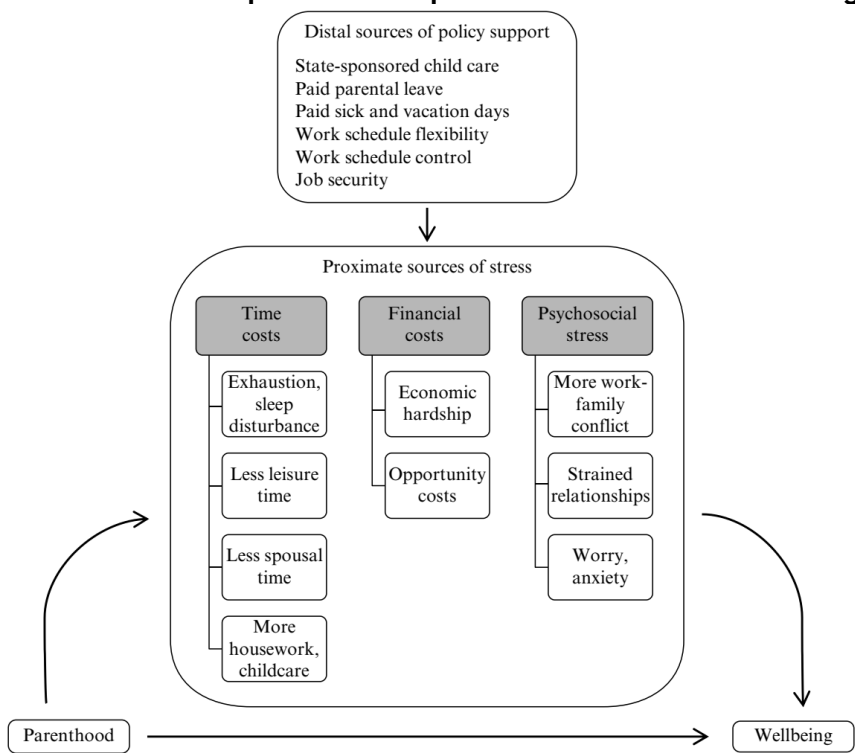 Distal sources of policy support
State-sponsored child care
Paid parental leave
Paid sick and vacation days
Work schedule flexibility
Work schedule control
Job security
Proximate sources of stress
Time
costs
Exhaustion,
sleep
disturbance
Less leisure
time
Less spousal
time
More
housework,
childcare
Financial
costs
Economic
hardship
Opportunity
costs
Psychosocial
stress
More work-
family
conflict
Strained
relationships
Worry,
anxiety
Parenthood
Wellbeing